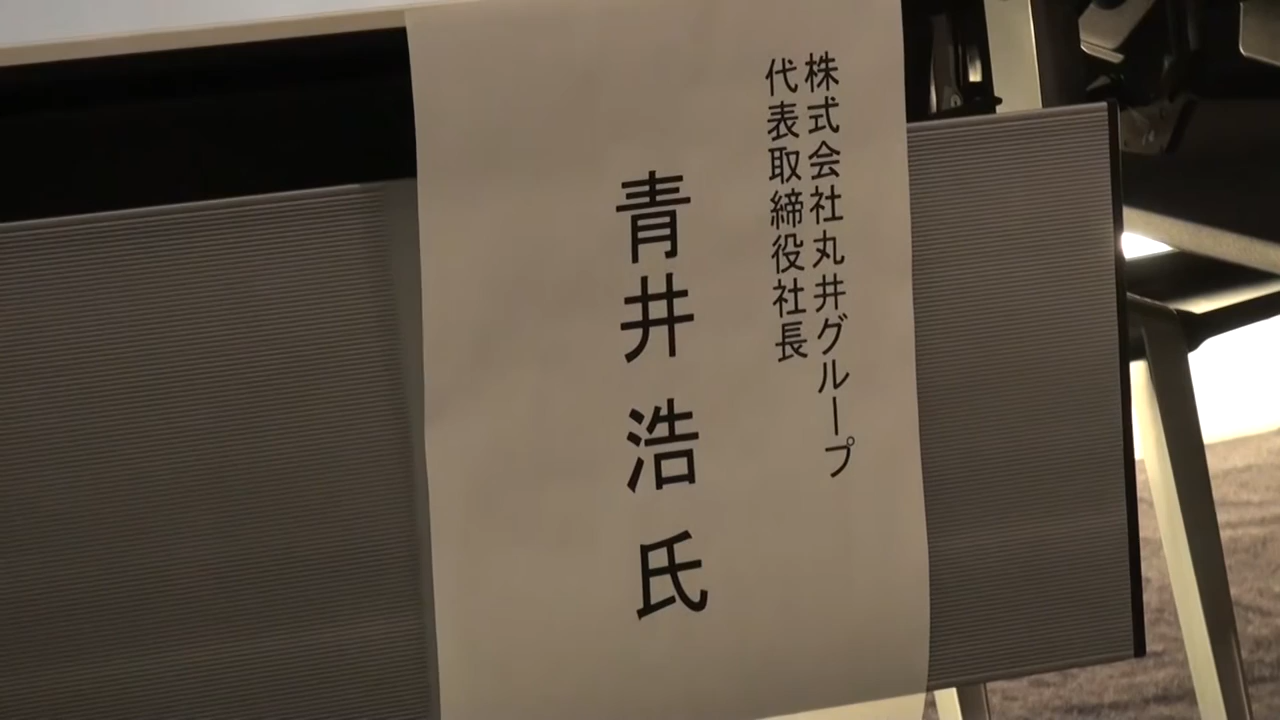 株式会社丸井グループ
代表取締役社長
青井 浩 氏